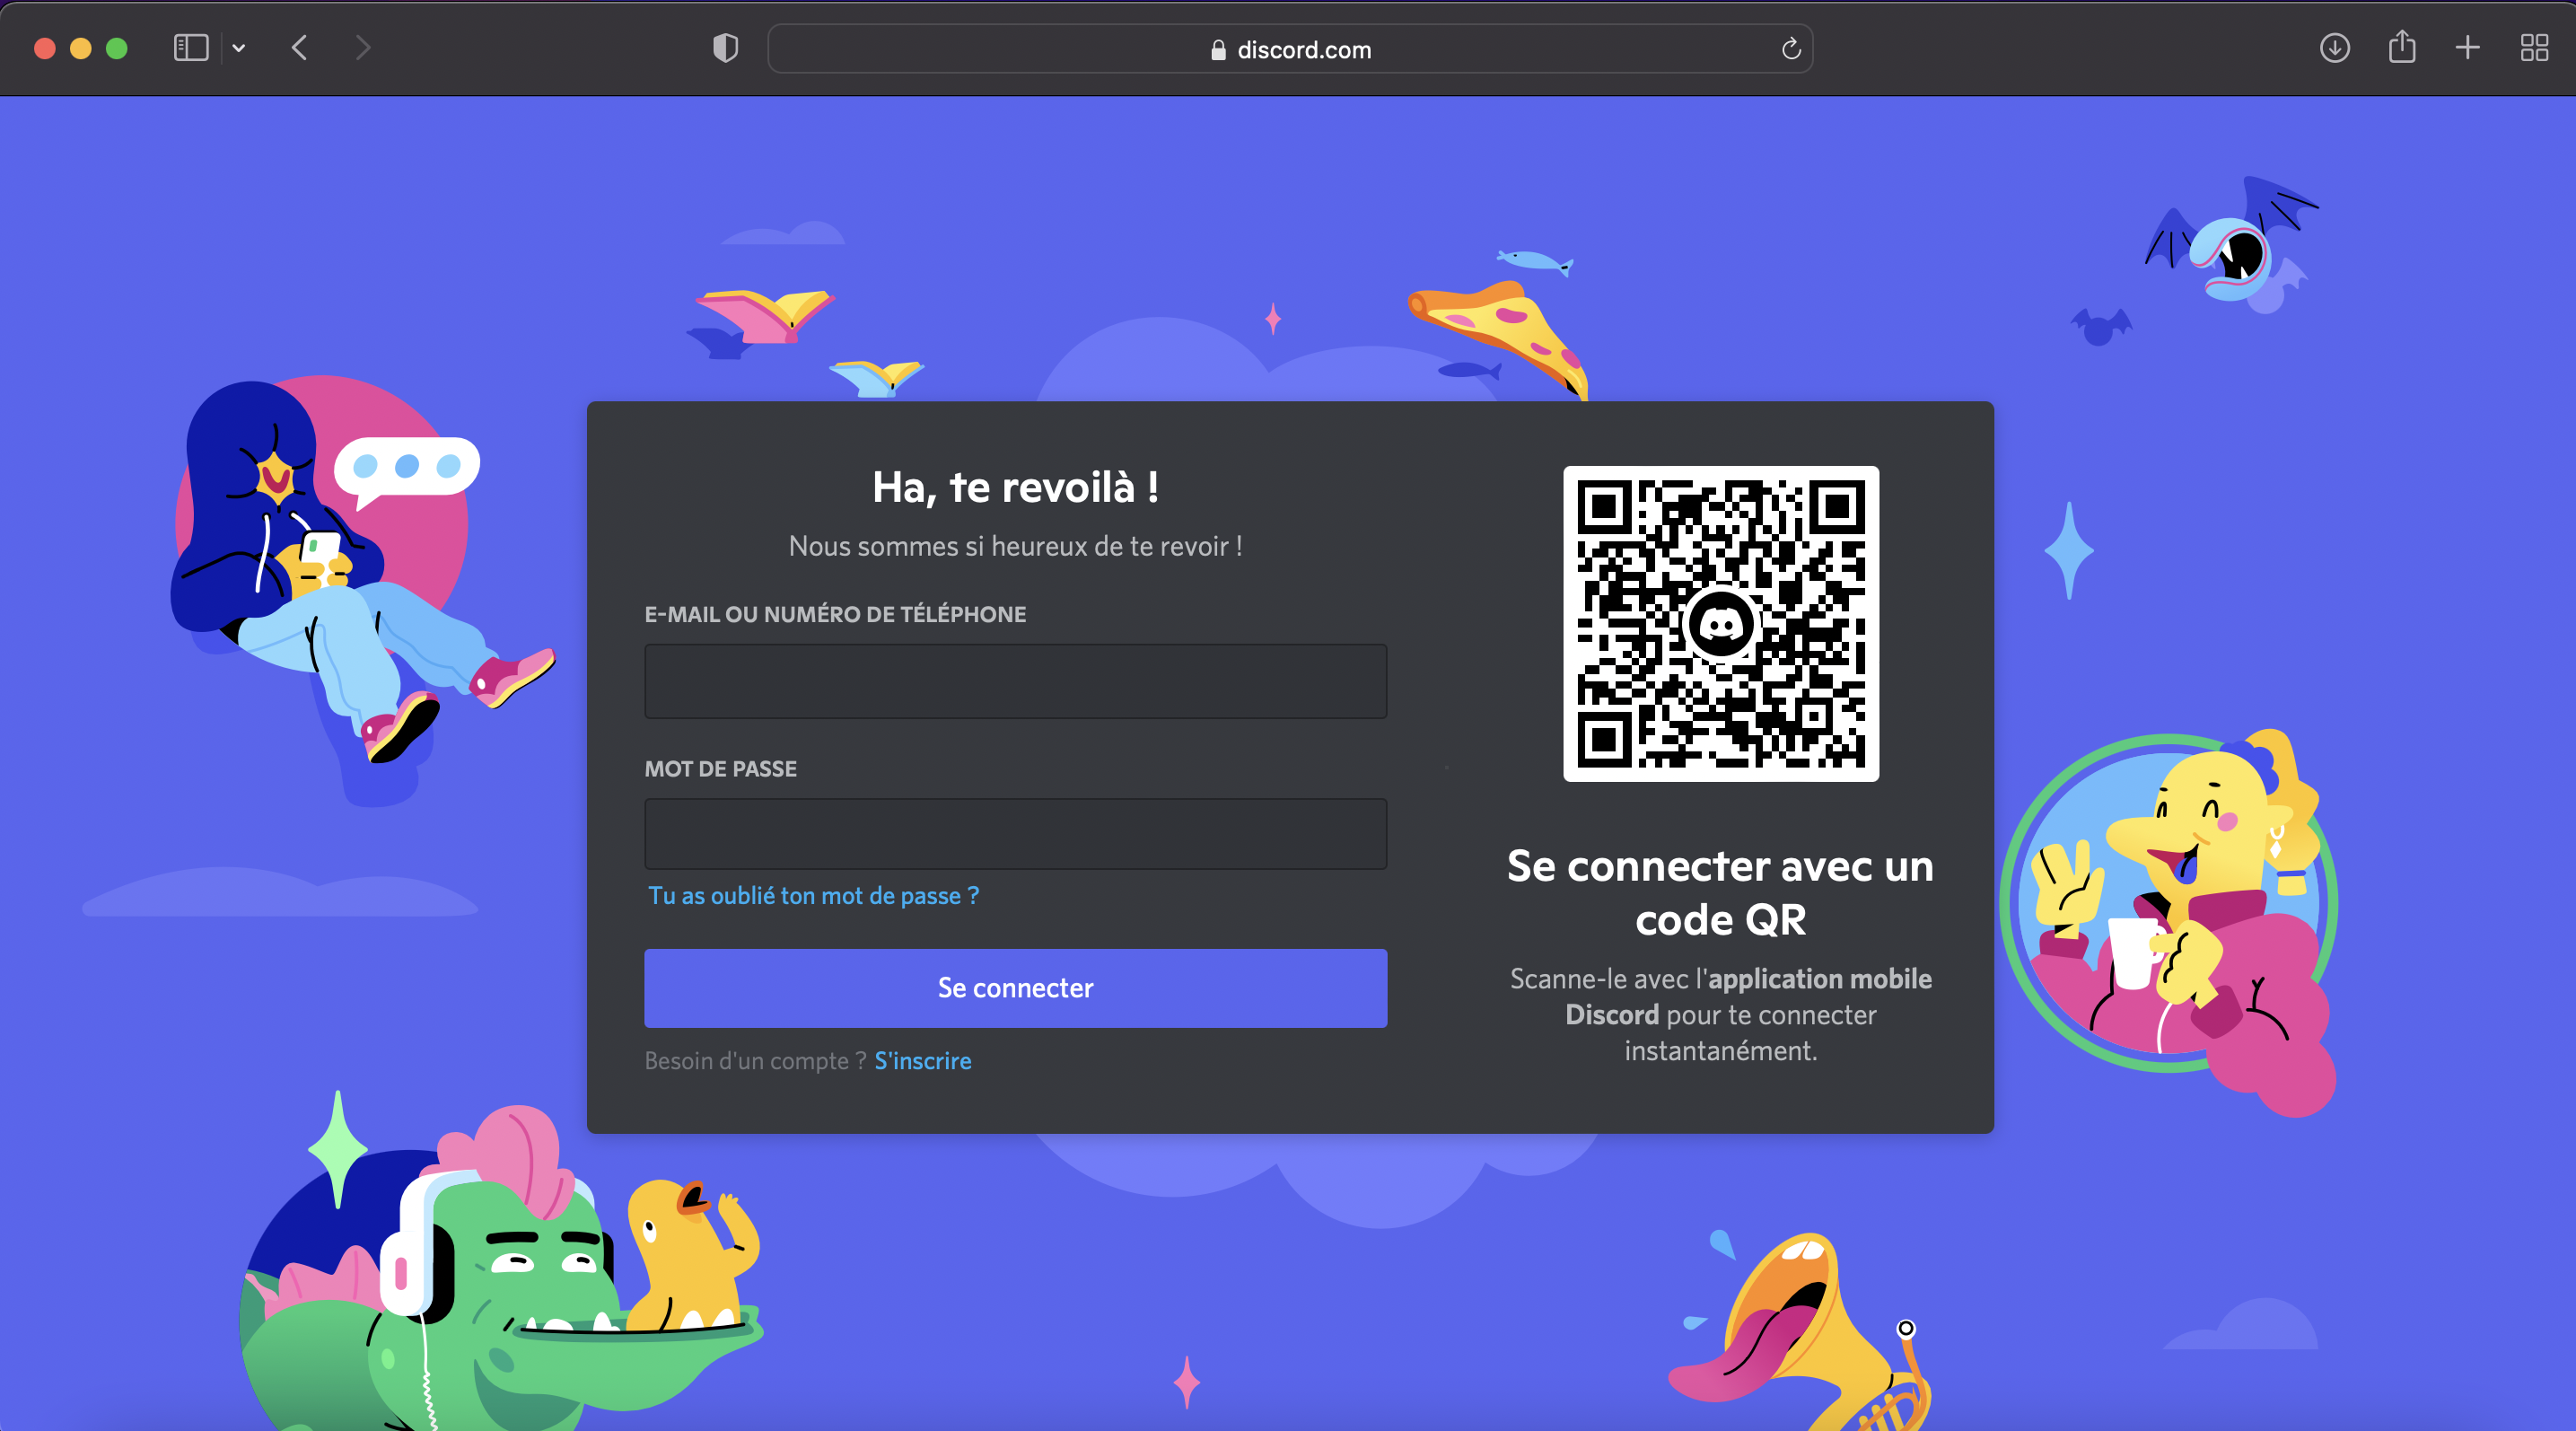 discord.com
Ha, te revoilà !
Nous sommes si heureux de te revoir !
E-MAIL OU NUMÉRO DE TÉLÉPHONE
MOT DE PASSE
Tu as oublié ton mot de passe ?
Se connecter
Besoin d'un compte ? S'inscrire
Se connecter avec un
code QR
Scanne-le avec l'application mobile
Discord pour te connecter
instantanément.